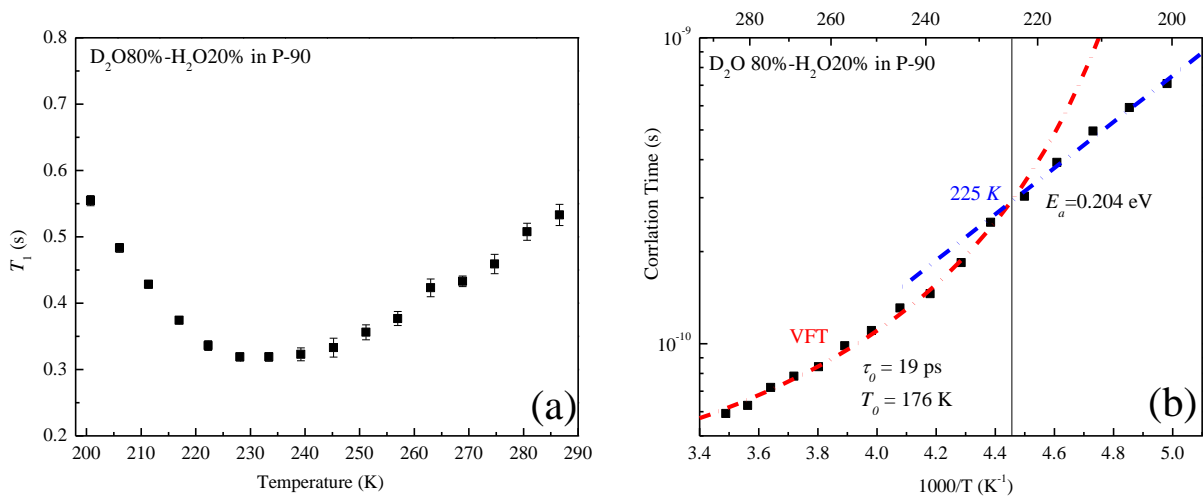 D₂O80%-H₂O20% in P-90
0.8
0.7
0.6
0.5
0.4
0.3
0.2
T₁ (s)
200 210 220 230 240 250 260 270 280 290
Temperature (K)
(a)
280 260 240 220 200
D₂O 80%-H₂O20% in P-90
10⁻⁹
10⁻¹⁰
Corrlation Time (s)
225 K
Eₐ=0.204 eV
VFT
τ₀ = 19 ps
T₀ = 176 K
(b)
3.4 3.6 3.8 4.0 4.2 4.4 4.6 4.8 5.0
1000/T (K⁻¹)